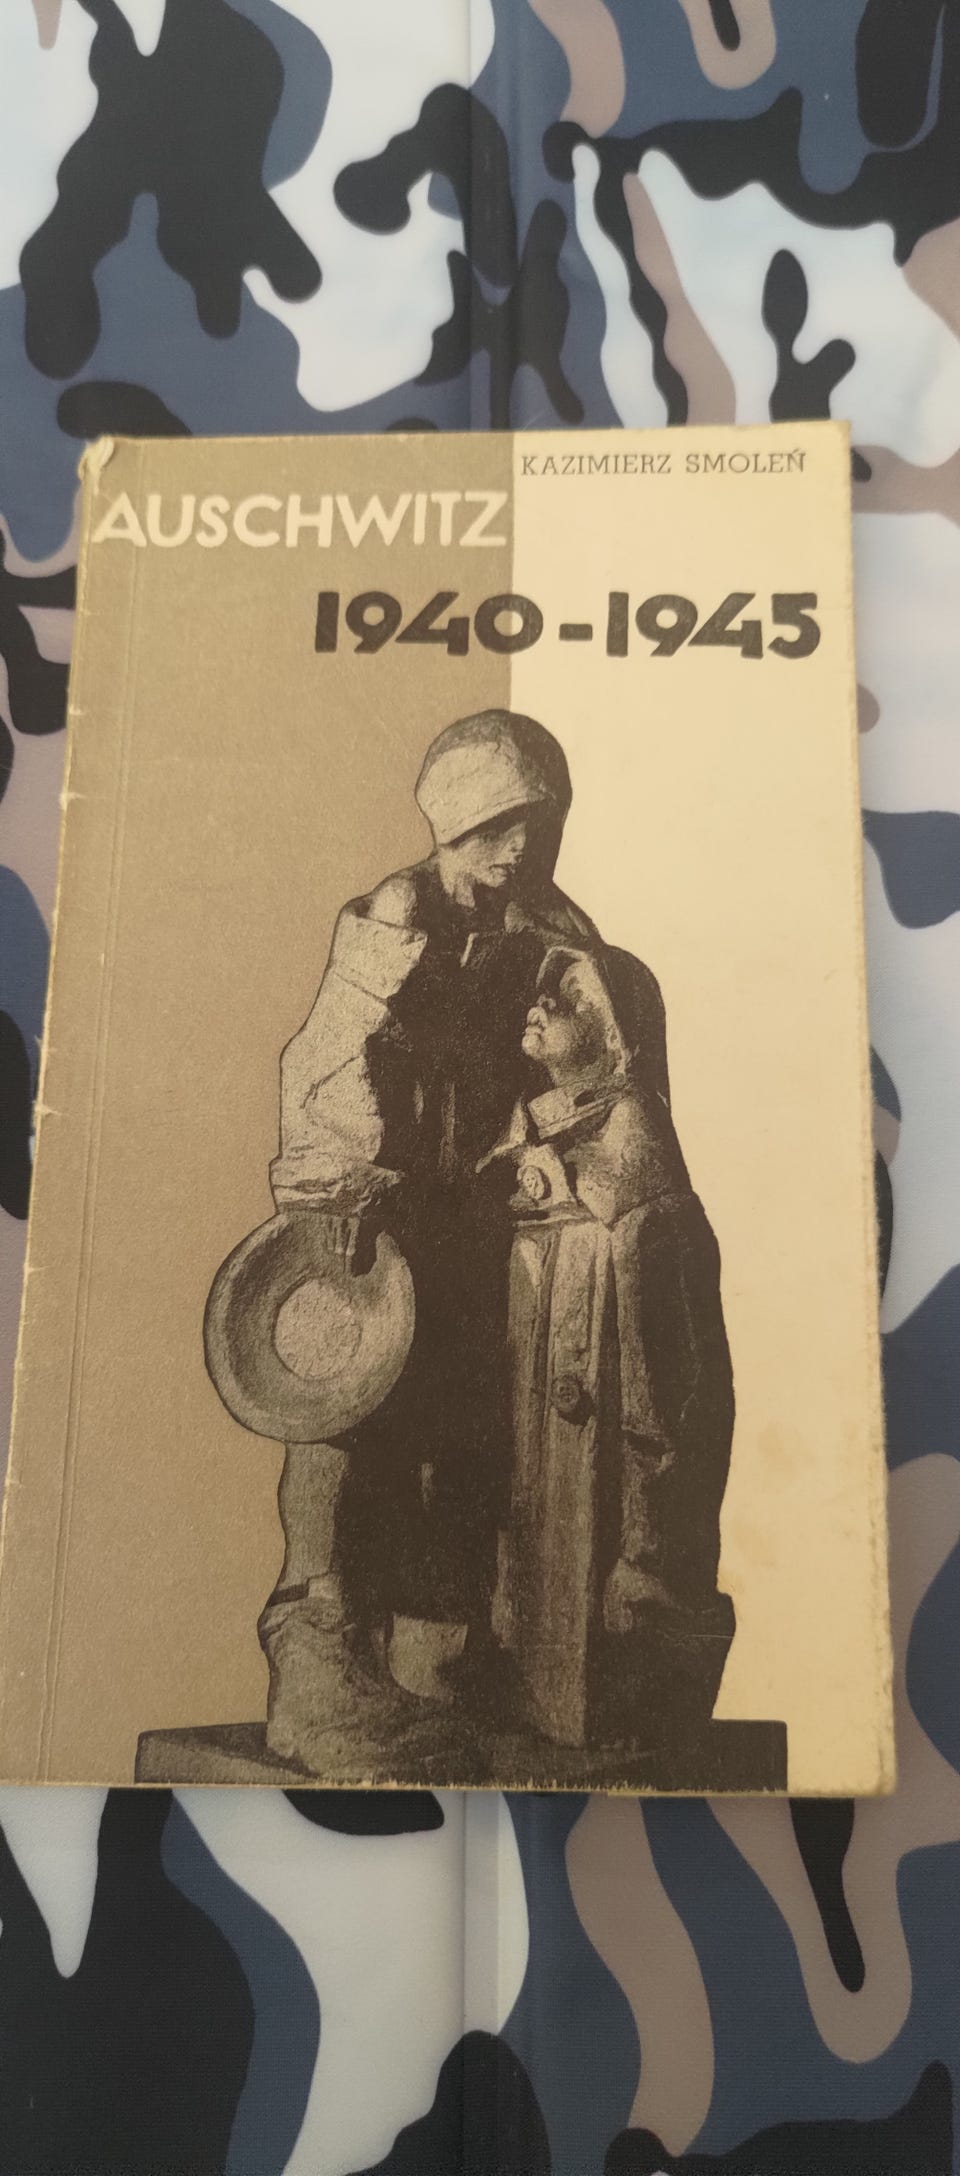 KAZIMIERZ SMOLEŃ
AUSCHWITZ
1940-1945